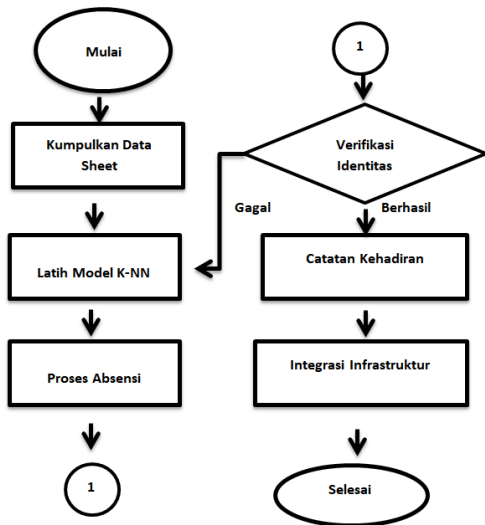 Mulai
Kumpulkan Data
Sheet
Latih Model K-NN
Proses Absensi
1
1
Verifikasi
Identitas
Gagal
Berhasil
Catatan Kehadiran
Integrasi Infrastruktur
Selesai